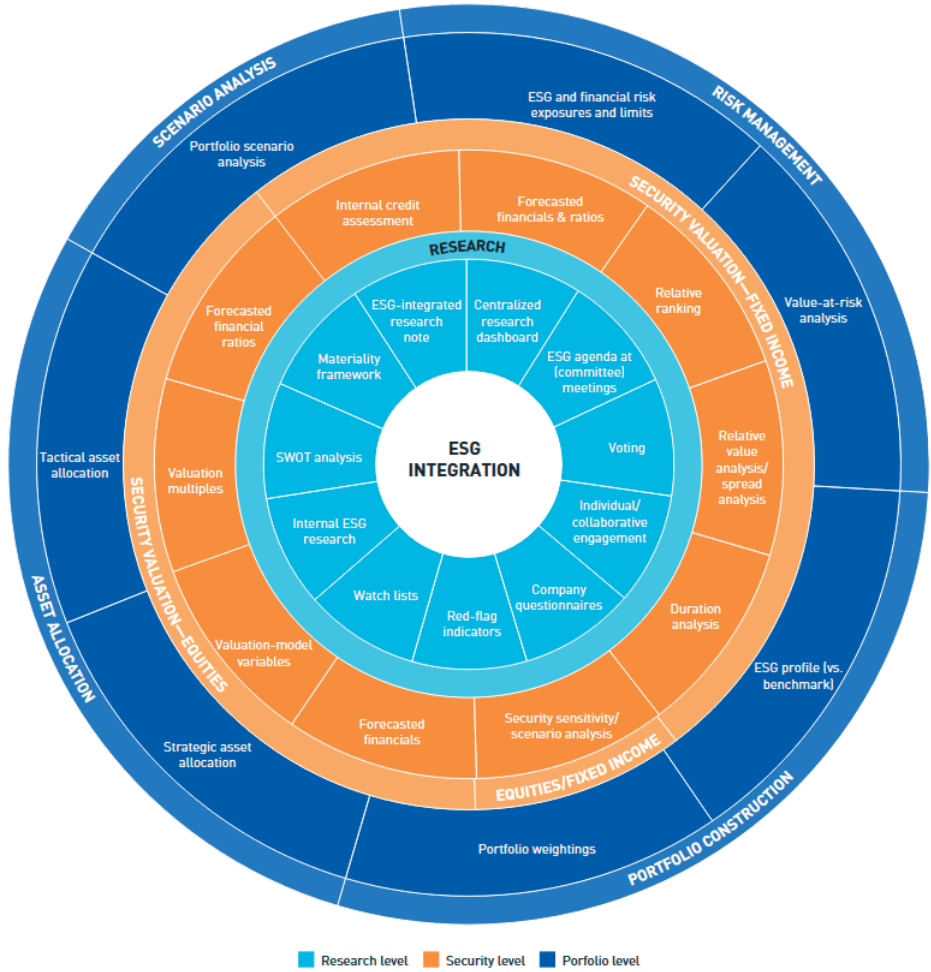 SCENARIO ANALYSIS
RISK MANAGEMENT
ESG and financial risk
exposures and limits
Portfolio scenario
analysis
Value-at-risk
analysis
Tactical asset
allocation
ASSET ALLOCATION
Strategic asset
allocation
Portfolio weightings
PORTFOLIO CONSTRUCTION
ESG profile (vs.
benchmark)
SECURITY VALUATION—FIXED INCOME
Internal credit
assessment
Forecasted
financials & ratios
Relative
ranking
Relative
value
analysis/
spread
analysis
Duration
analysis
EQUITIES/FIXED INCOME
Security sensitivity/
scenario analysis
SECURITY VALUATION—EQUITIES
Forecasted
financial
ratios
Valuation
multiples
Valuation-model
variables
Forecasted
financials
RESEARCH
ESG-integrated
research
note
Centralized
research
dashboard
ESG agenda at
(committee)
meetings
Voting
Individual/
collaborative
engagement
Company
questionnaires
Red-flag
indicators
Watch lists
Internal ESG
research
SWOT analysis
Materiality
framework
ESG
INTEGRATION
Research level
Security level
Porfolio level